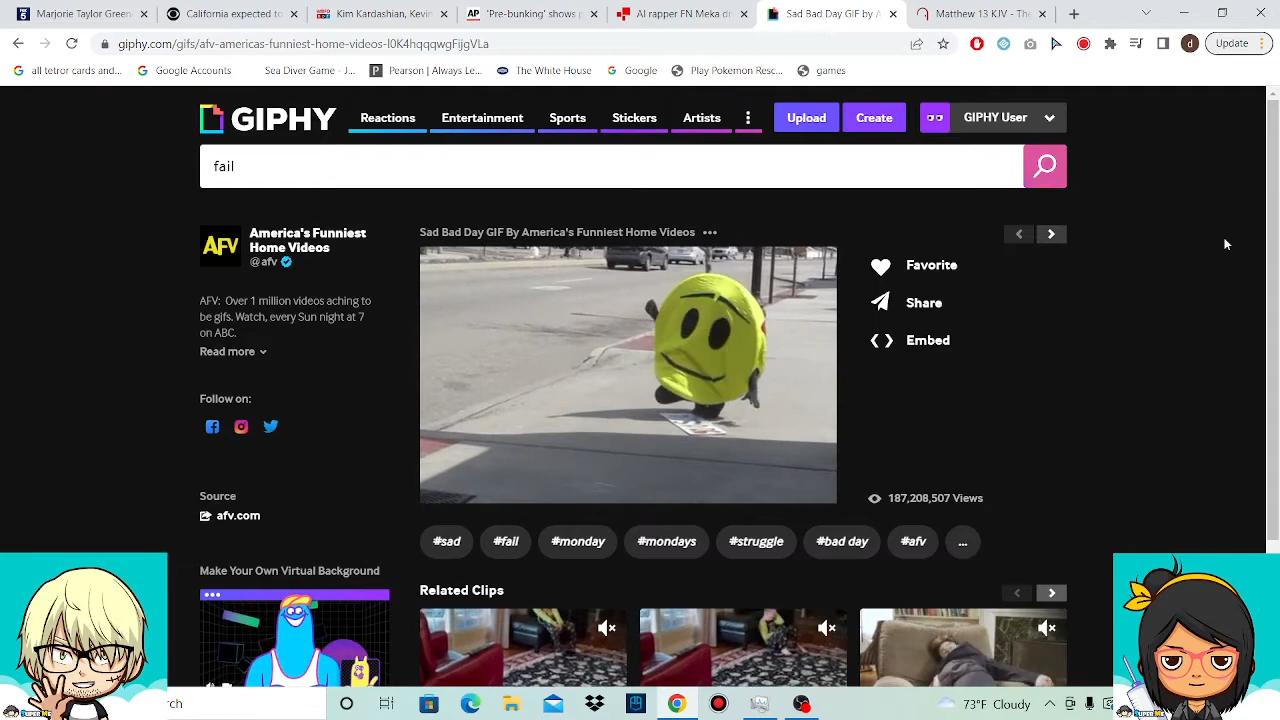 Marjorie Taylor Greene
California expected to
Kim Kardashian, Kevin
'Pre-bunking' shows p
AI rapper FN Meka dr
Sad Bad Day GIF by A
Matthew 13 KJV - The
giphy.com/gifs/afv-americas-funniest-home-videos-l0K4hqqqwgFijgVLa
d
Update
all tetror cards and...
Google Accounts
Sea Diver Game - J...
Pearson | Always Le...
The White House
Google
Play Pokemon Resc...
games
GIPHY
Reactions
Entertainment
Sports
Stickers
Artists
Upload
Create
GIPHY User
fail
AFV
America's Funniest
Home Videos
@afv
Sad Bad Day GIF By America's Funniest Home Videos
AFV: Over 1 million videos aching to
be gifs. Watch, every Sun night at 7
on ABC.
Read more
Favorite
Share
Embed
Follow on:
Source
afv.com
187,208,507 Views
#sad
#fail
#monday
#mondays
#struggle
#bad day
#afv
...
Make Your Own Virtual Background
Related Clips
rch
73°F Cloudy